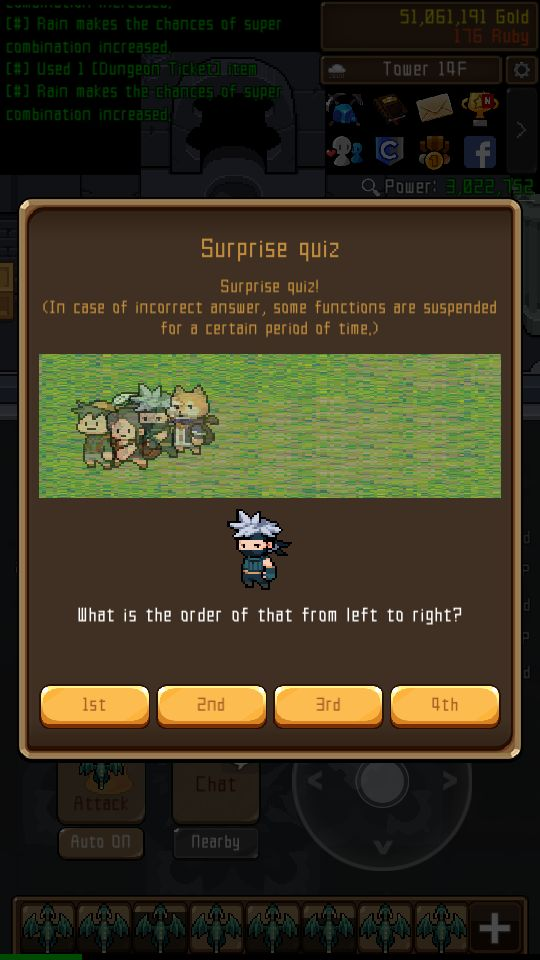 combination increased.
[#] Rain makes the chances of super
combination increased.
[#] Used 1 [Dungeon Ticket] item
[#] Rain makes the chances of super
combination increased.
51,061,191 Gold
176 Ruby
Tower 14F
N
Power: 3,022,752
Surprise quiz
Surprise quiz!
(In case of incorrect answer, some functions are suspended
for a certain period of time.)
What is the order of that from left to right?
1st
2nd
3rd
4th
Attack
Chat
Auto ON
Nearby